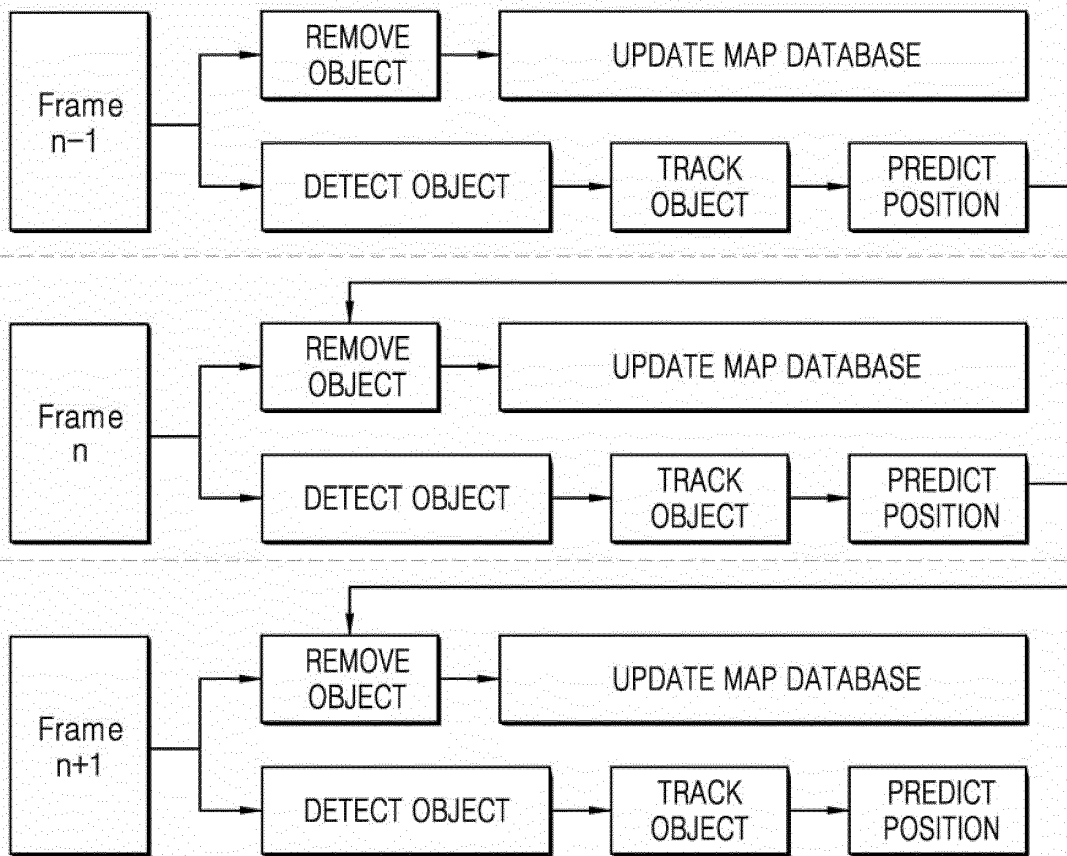 Frame
n−1
REMOVE
OBJECT
UPDATE MAP DATABASE
DETECT OBJECT
TRACK
OBJECT
PREDICT
POSITION
Frame
n
REMOVE
OBJECT
UPDATE MAP DATABASE
DETECT OBJECT
TRACK
OBJECT
PREDICT
POSITION
Frame
n+1
REMOVE
OBJECT
UPDATE MAP DATABASE
DETECT OBJECT
TRACK
OBJECT
PREDICT
POSITION